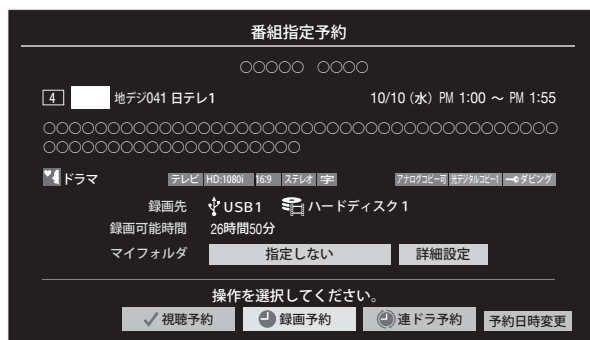 番組指定予約
○○○○○ ○○○○
4 地デジ041 日テレ1 10/10 (水) PM 1:00 ～ PM 1:55
○○○○○○○○○○○○○○○○○○○○○○○○○○○○○○○○○○○○○○○○
○○○○○○○○○○○○○○○○○○○○
ドラマ テレビ HD:1080i 16:9 ステレオ 字 アナログコピー可 光デジタルコピー1 ダビング
録画先 USB1 ハードディスク1
録画可能時間 26時間50分
マイフォルダ 指定しない 詳細設定
操作を選択してください。
視聴予約 録画予約 連ドラ予約 予約日時変更